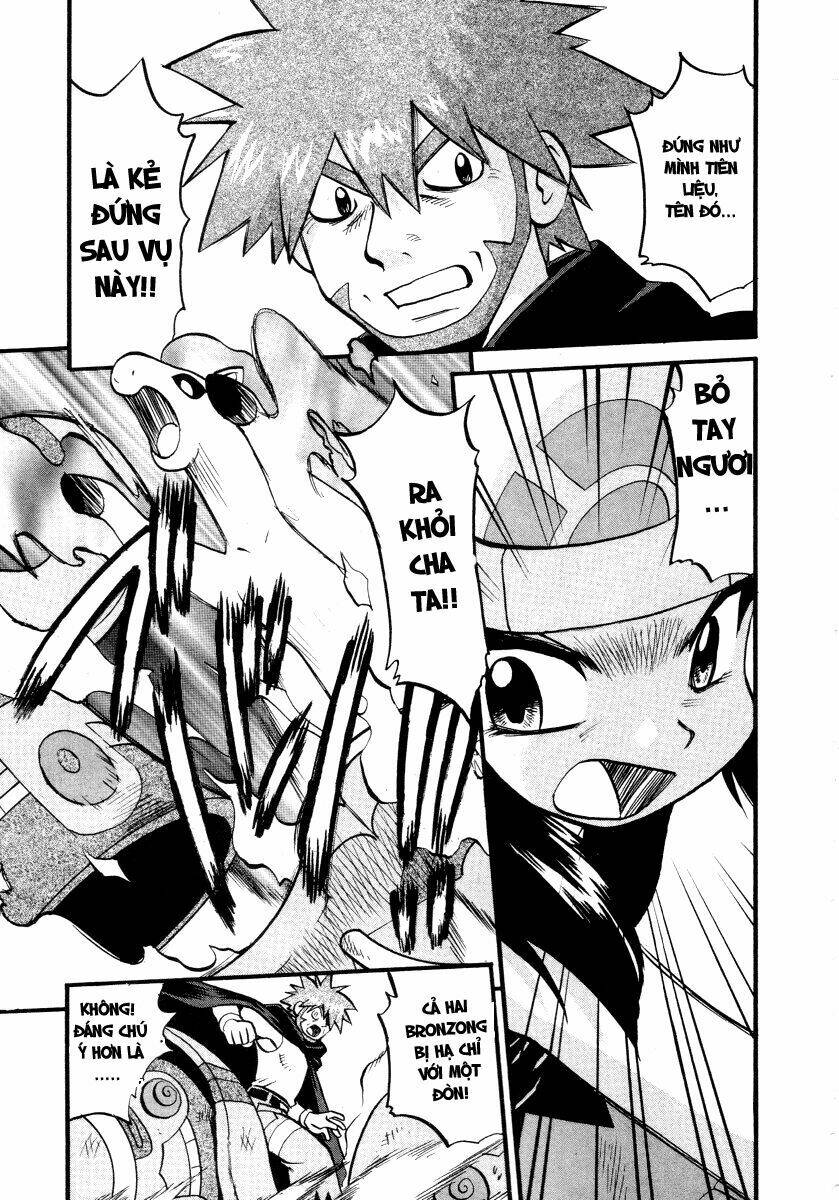 ĐÚNG NHƯ
MÌNH TIÊN
LIỆU,
TÊN ĐÓ...
LÀ KẺ
ĐỨNG
SAU VỤ
NÀY!!
BỎ
TAY
NGƯƠI
...
RA
KHỎI
CHA
TA!!
CẢ HAI
BRONZONG
BỊ HẠ CHỈ
VỚI MỘT
ĐÒN!
KHÔNG!
ĐÁNG CHÚ
Ý HƠN LÀ
.....